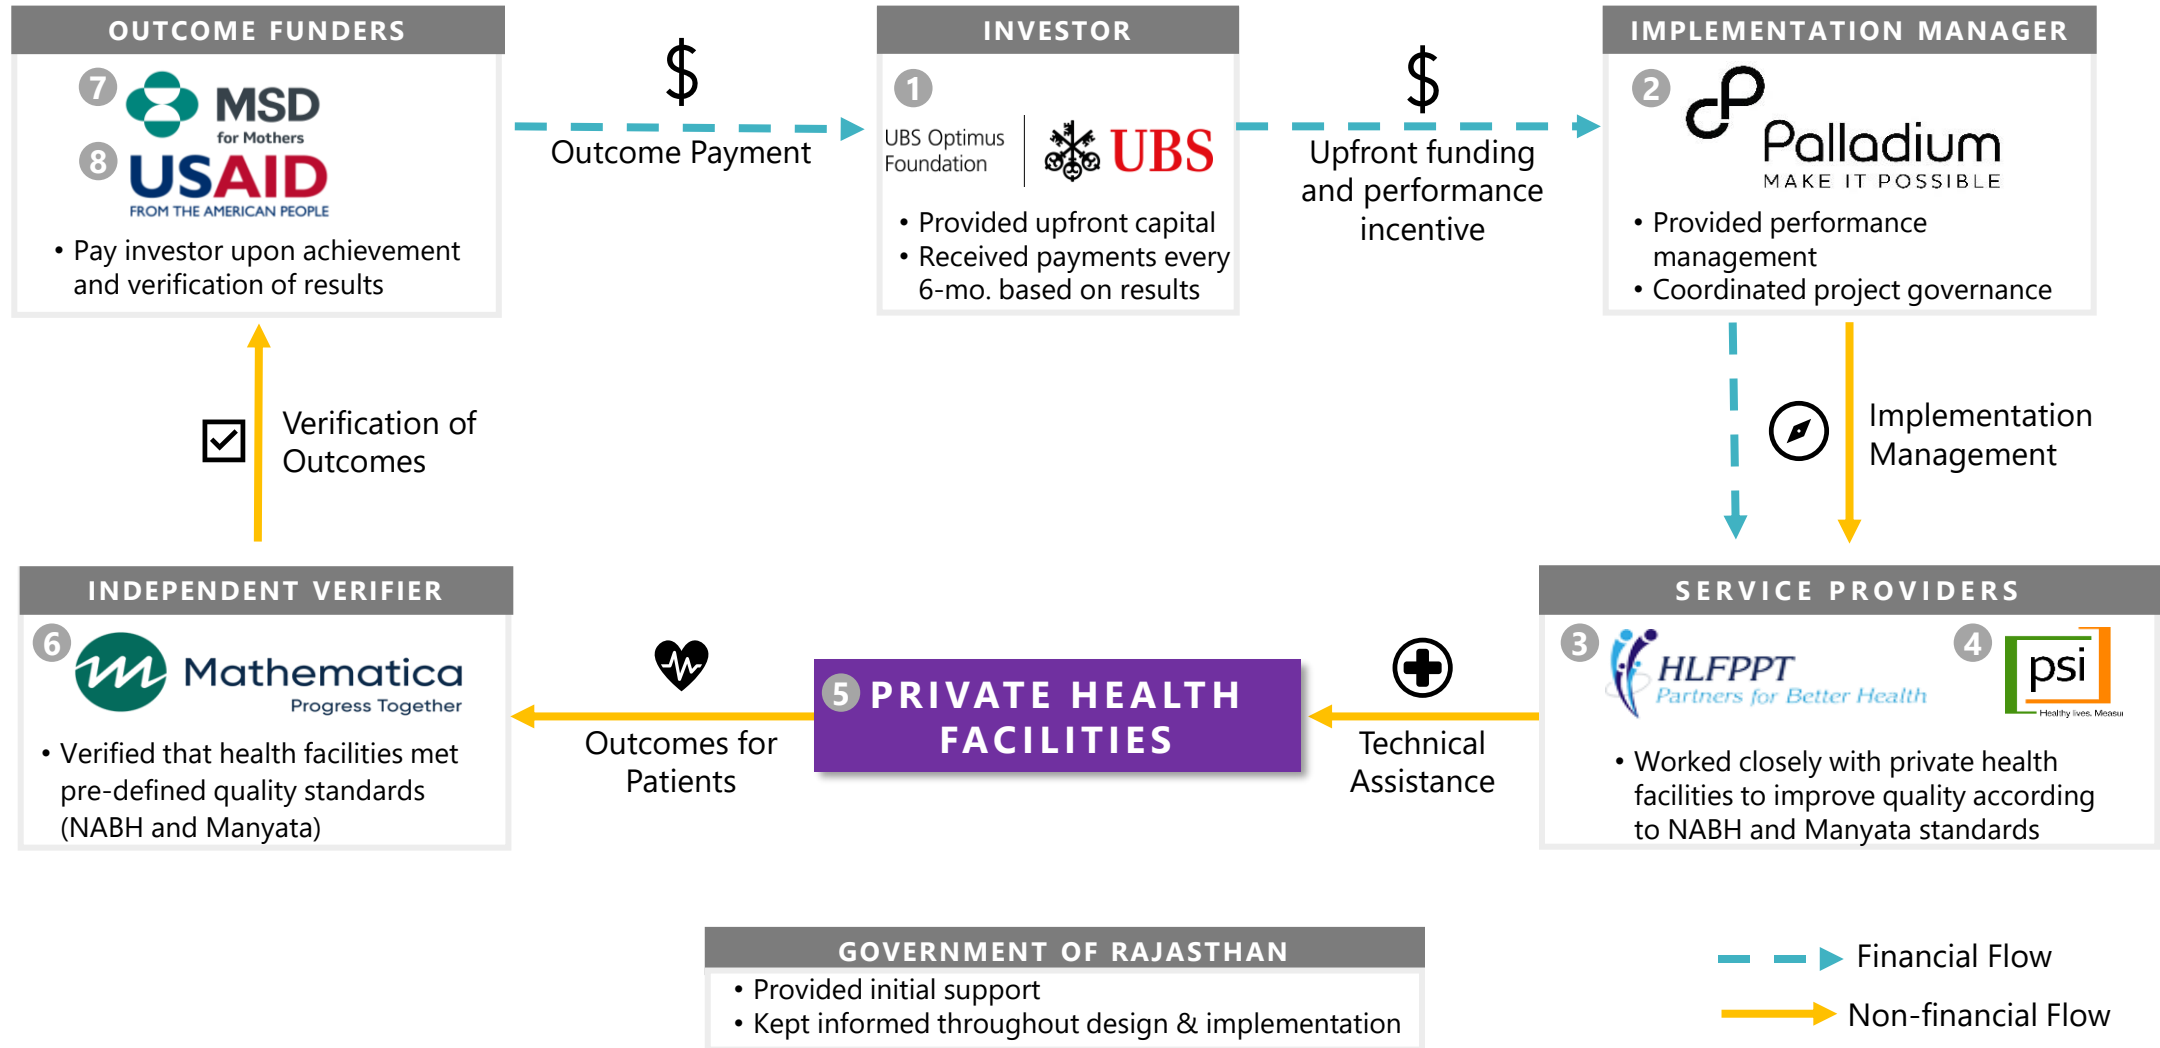 OUTCOME FUNDERS
7
MSD
for Mothers
8
USAID
FROM THE AMERICAN PEOPLE
• Pay investor upon achievement
and verification of results
$
Outcome Payment
INVESTOR
1
UBS Optimus
Foundation
UBS
• Provided upfront capital
• Received payments every
6-mo. based on results
$
Upfront funding
and performance
incentive
IMPLEMENTATION MANAGER
2
Palladium
MAKE IT POSSIBLE
• Provided performance
management
• Coordinated project governance
Verification of
Outcomes
Implementation
Management
INDEPENDENT VERIFIER
6
Mathematica
Progress Together
• Verified that health facilities met
pre-defined quality standards
(NABH and Manyata)
Outcomes for
Patients
5
PRIVATE HEALTH
FACILITIES
Technical
Assistance
SERVICE PROVIDERS
3
HLFPPT
Partners for Better Health
4
psi
Healthy lives. Measu
• Worked closely with private health
facilities to improve quality according
to NABH and Manyata standards
GOVERNMENT OF RAJASTHAN
• Provided initial support
• Kept informed throughout design & implementation
Financial Flow
Non-financial Flow